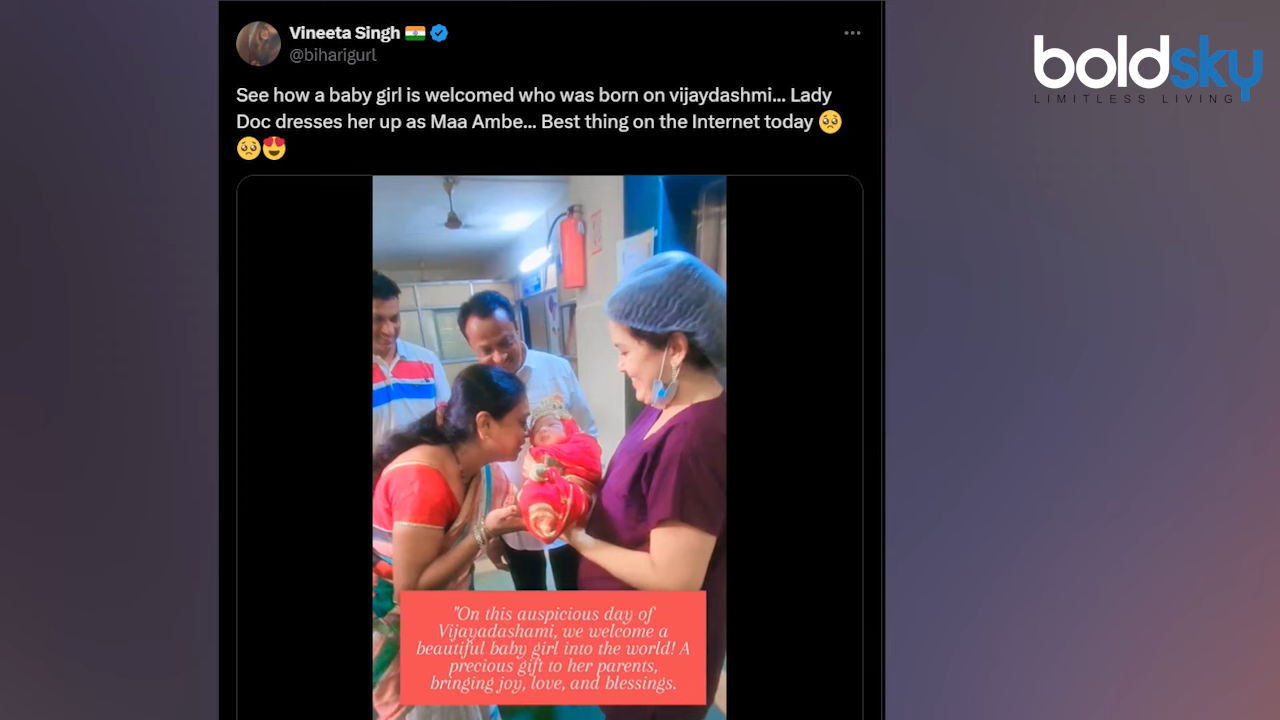 Vineeta Singh 🇮🇳
@biharigurl
See how a baby girl is welcomed who was born on vijaydashmi... Lady
Doc dresses her up as Maa Ambe... Best thing on the Internet today 🥺
🥺😍
boldsky
LIMITLESS LIVING
"On this auspicious day of
Vijayadashami, we welcome a
beautiful baby girl into the world! A
precious gift to her parents,
bringing joy, love, and blessings.